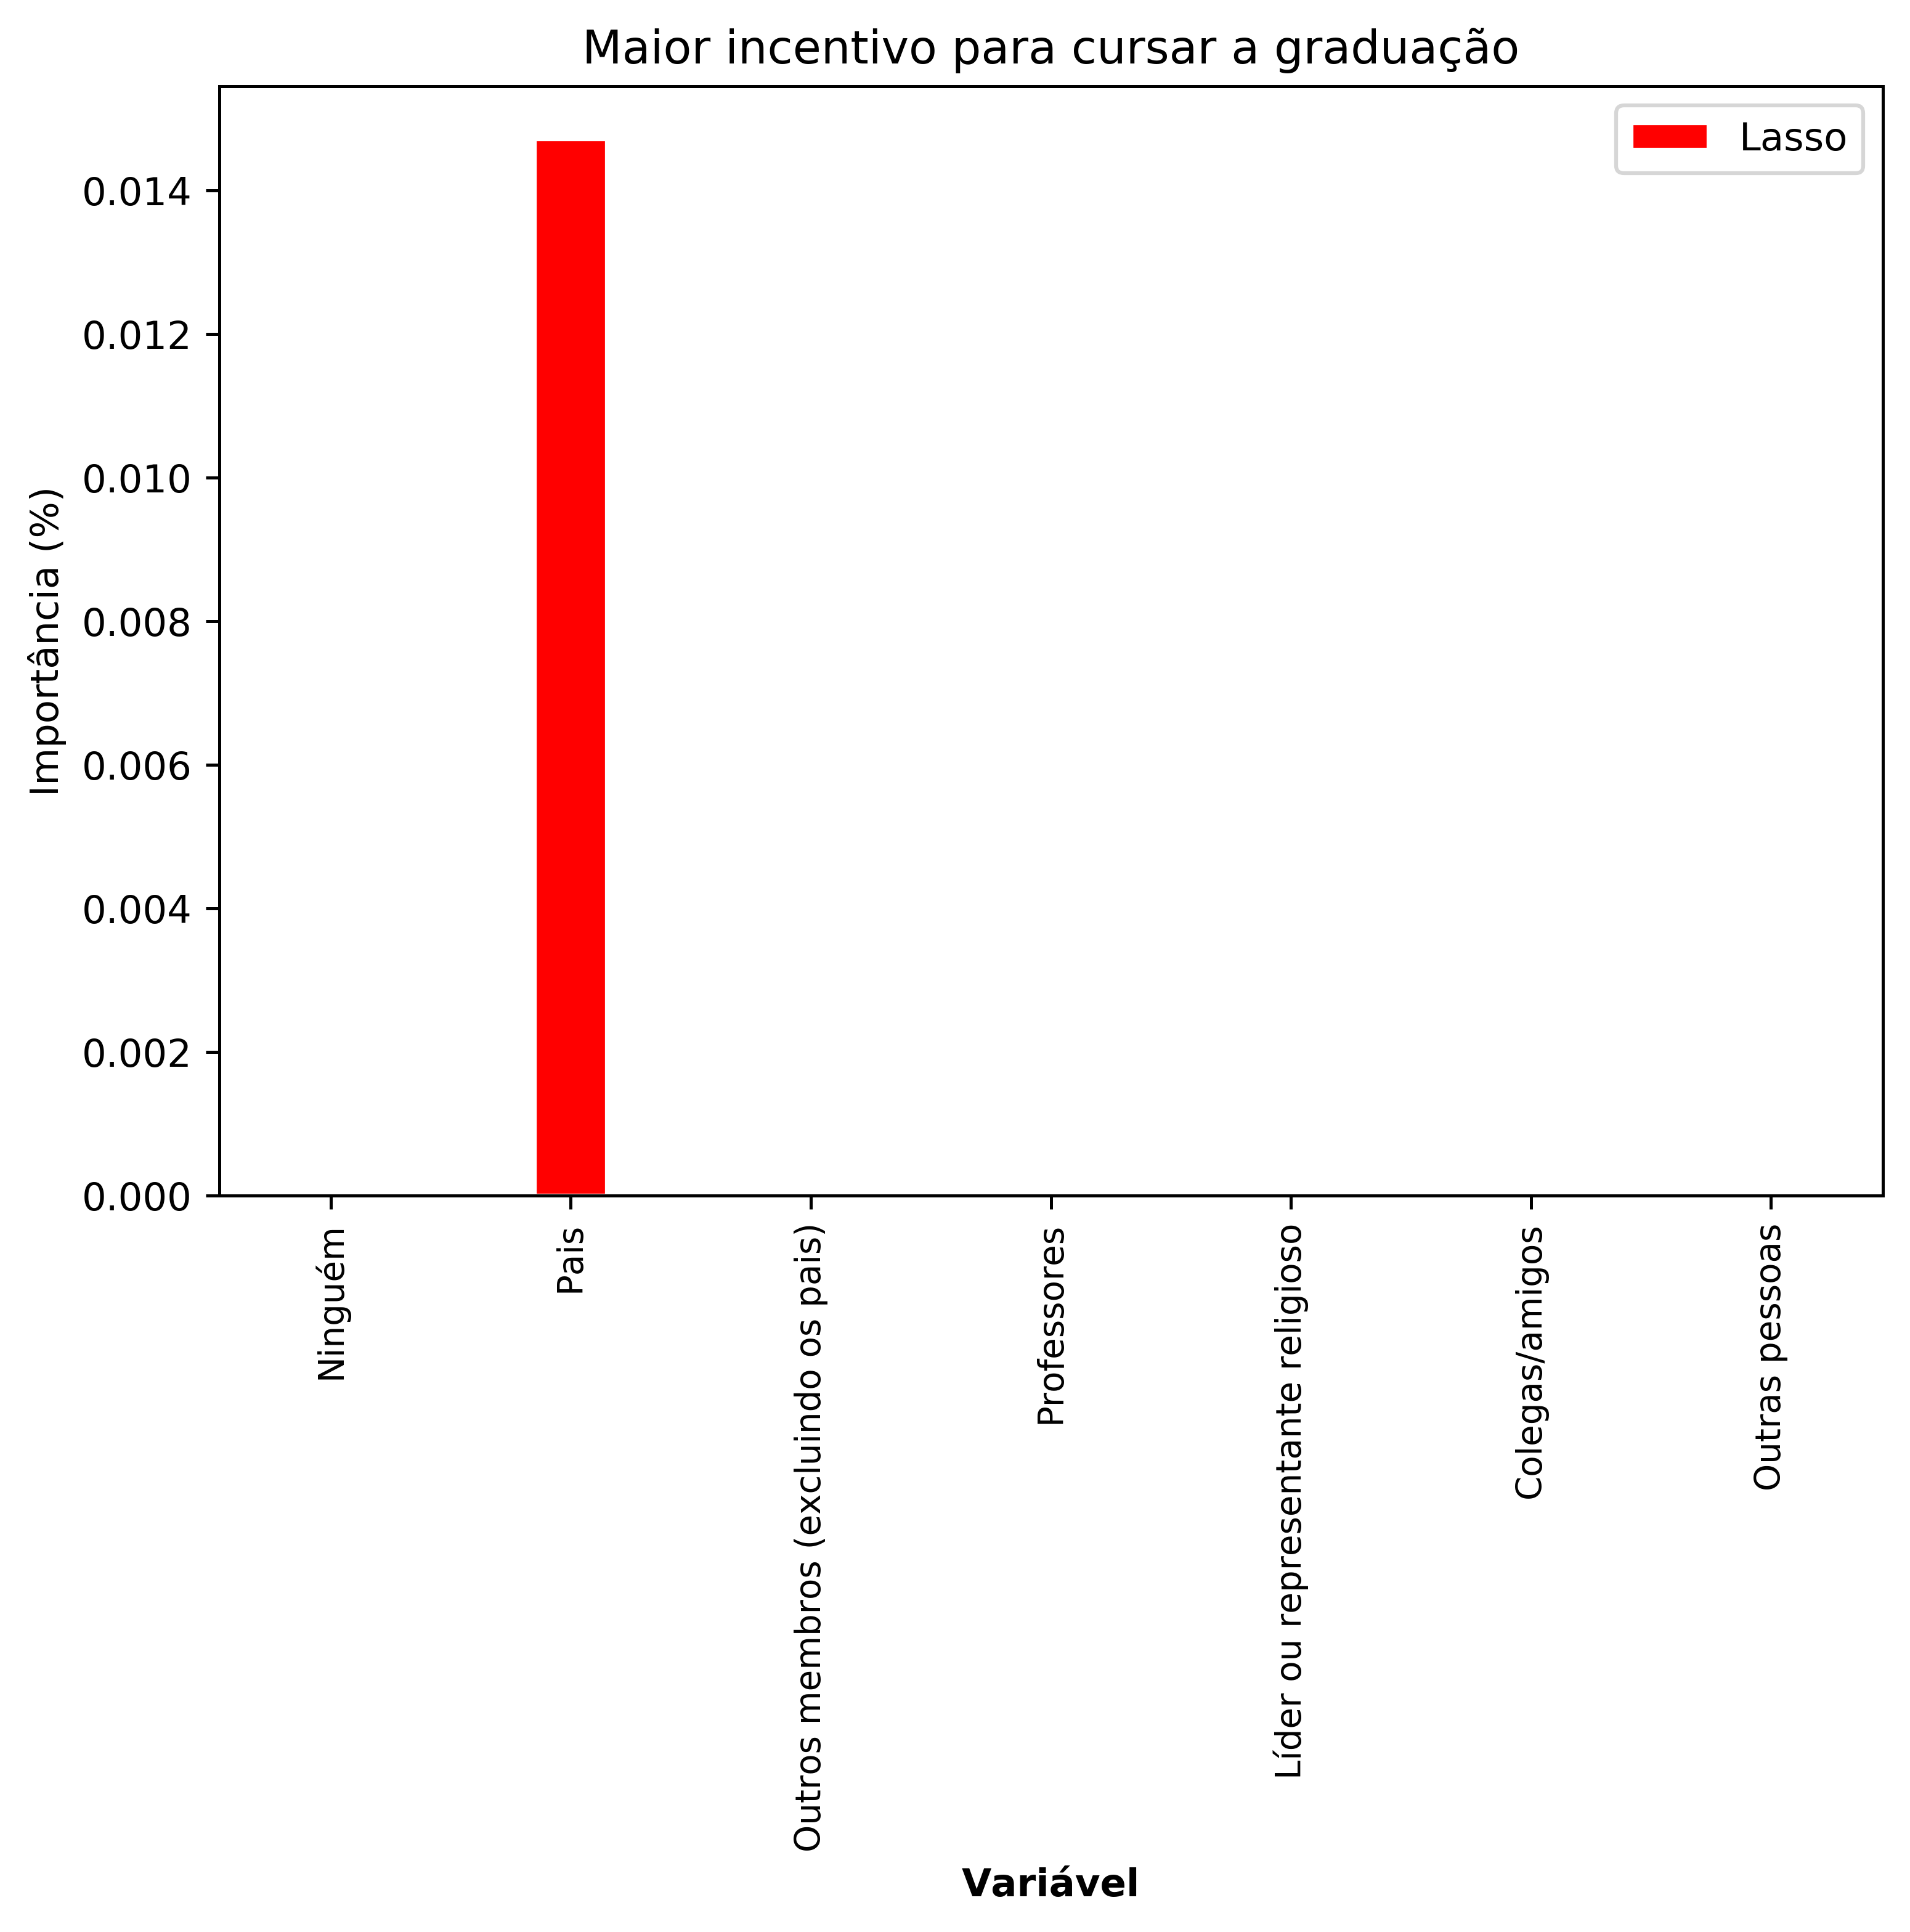 Maior incentivo para cursar a graduação
Lasso
Importância (%)
0.014
0.012
0.010
0.008
0.006
0.004
0.002
0.000
Ninguém
Pais
Outros membros (excluindo os pais)
Professores
Líder ou representante religioso
Colegas/amigos
Outras pessoas
Variável